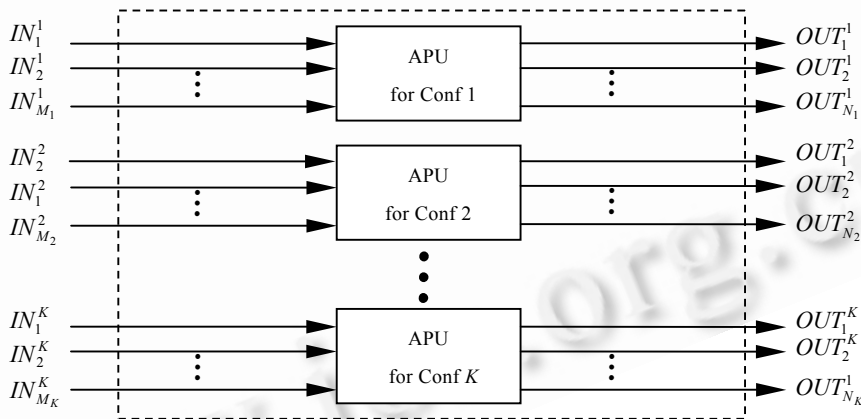 IN_1^1
IN_2^1
IN_{M_1}^1
APU
for Conf 1
OUT_1^1
OUT_2^1
OUT_{N_1}^1
IN_2^2
IN_1^2
IN_{M_2}^2
APU
for Conf 2
OUT_1^2
OUT_2^2
OUT_{N_2}^2
IN_1^K
IN_2^K
IN_{M_K}^K
APU
for Conf K
OUT_1^K
OUT_2^K
OUT_{N_K}^1